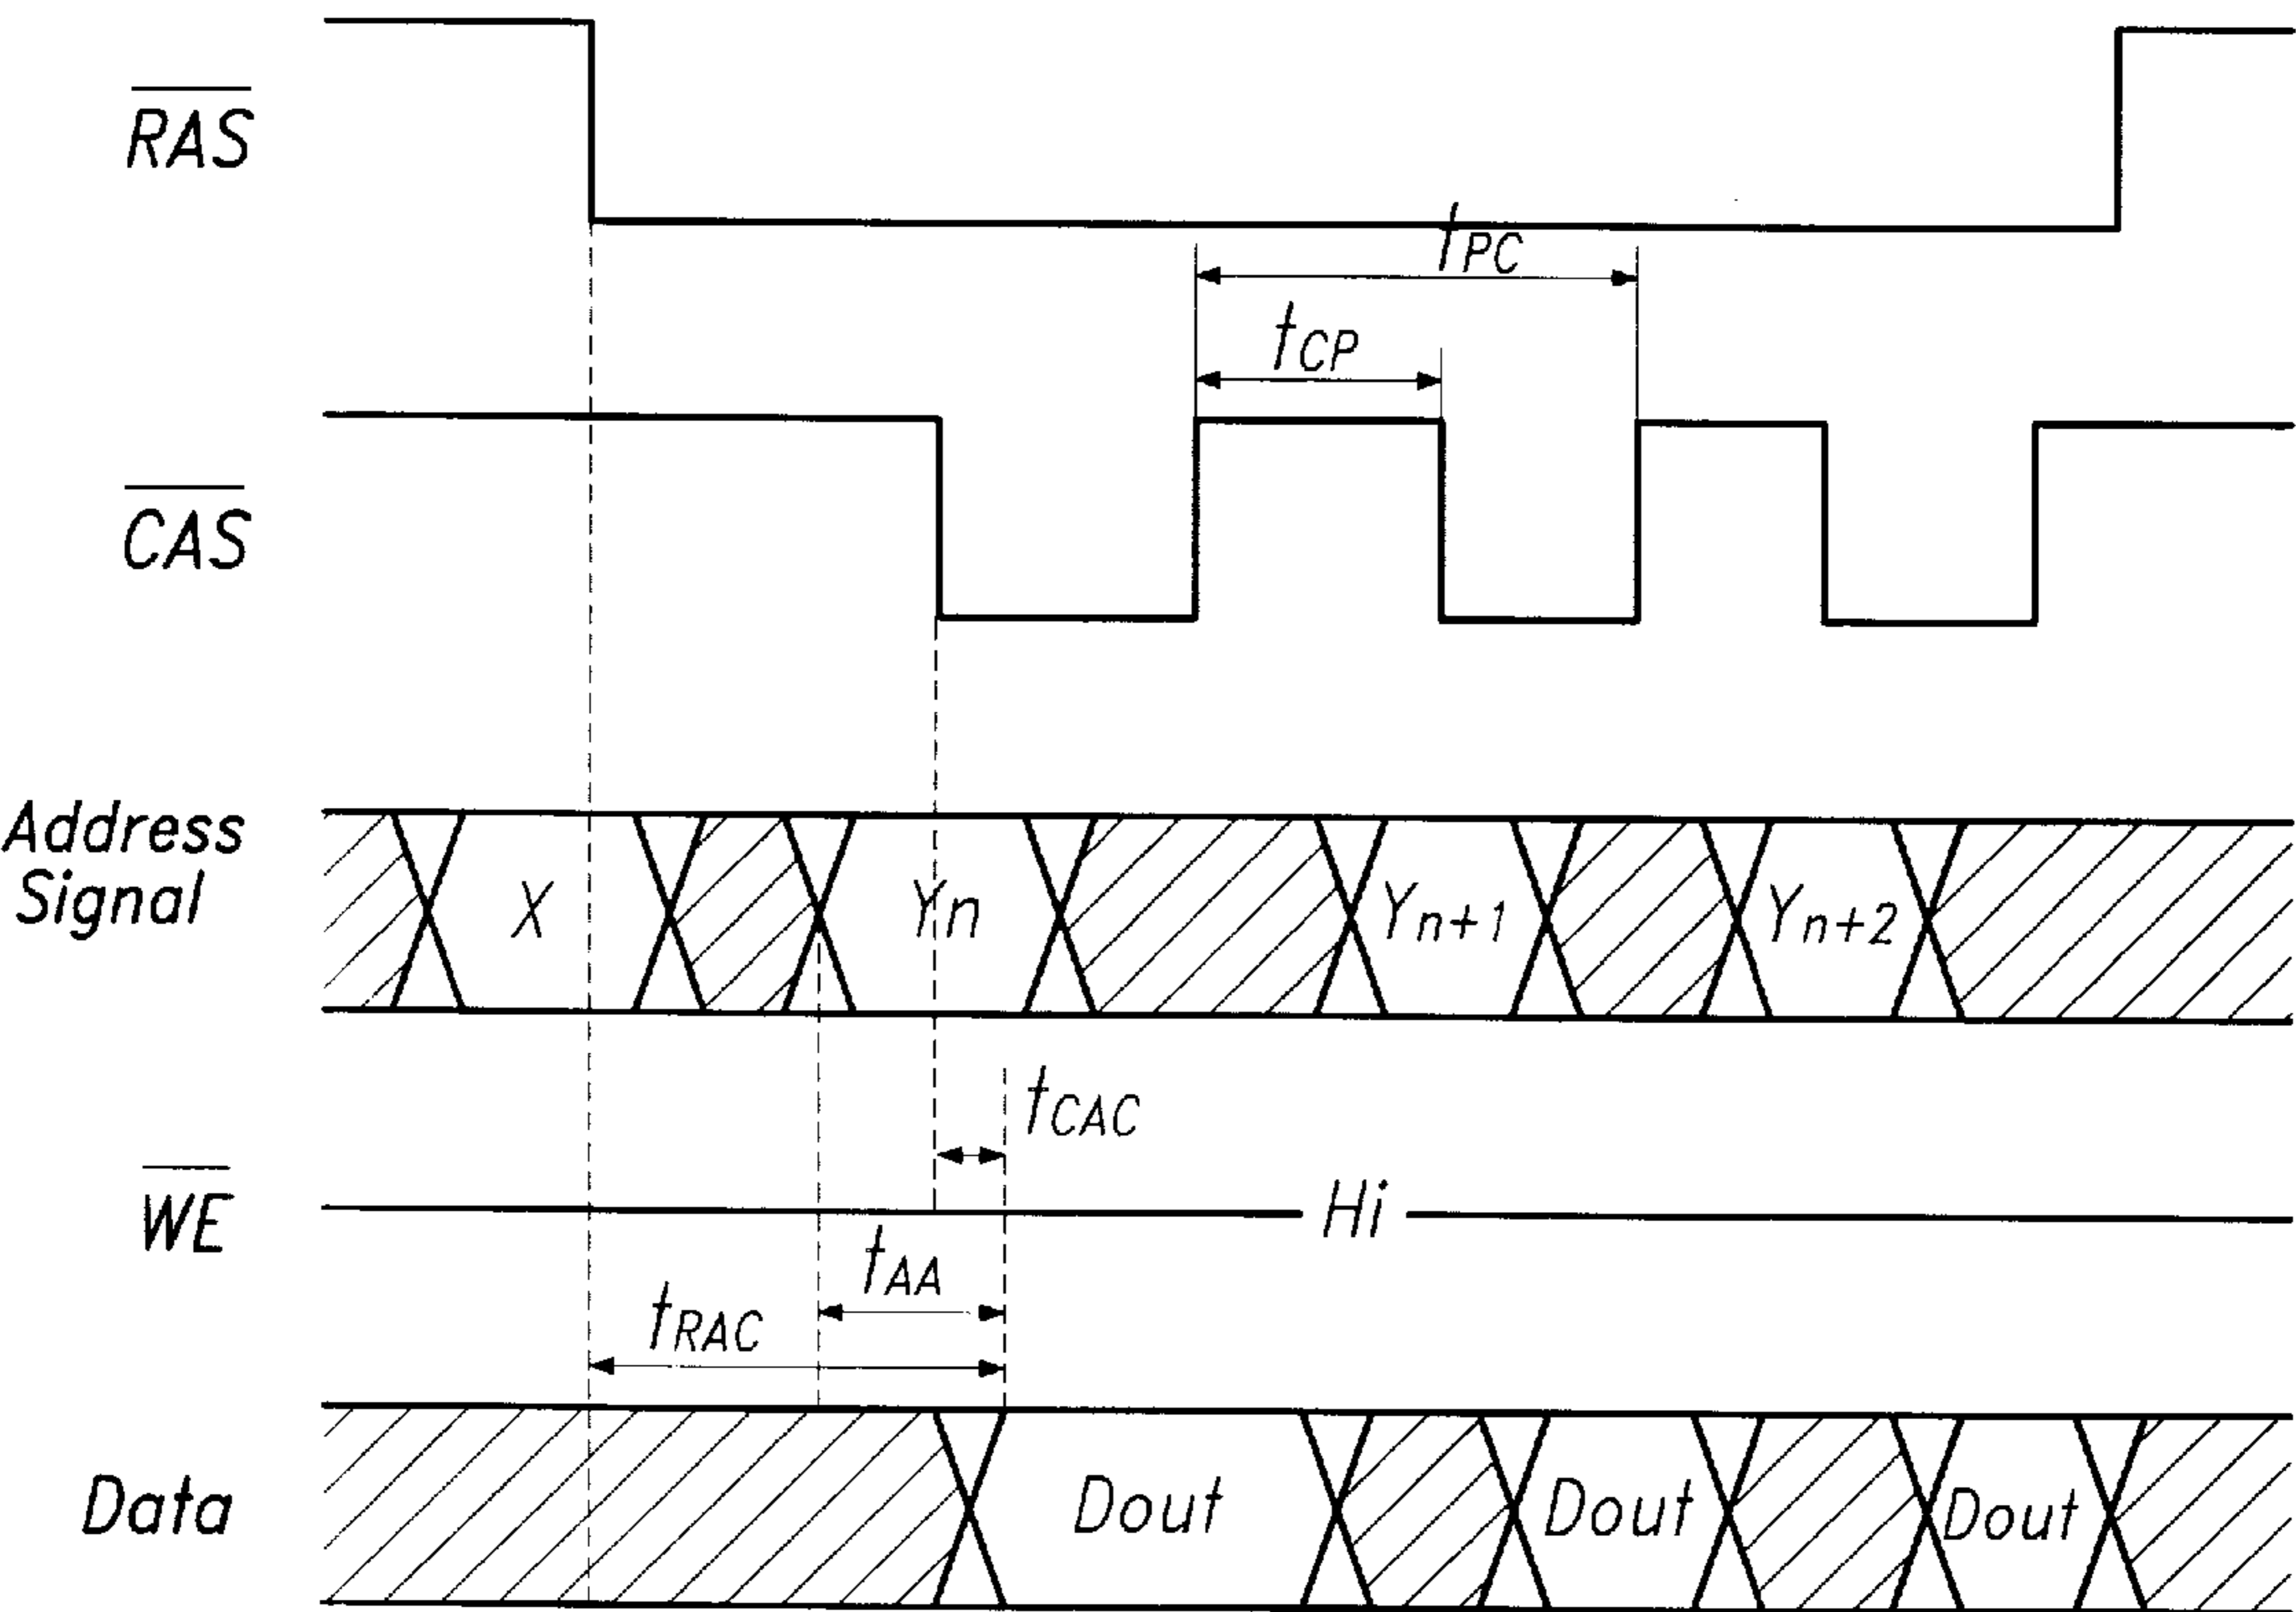 RAS
tPC
tCP
CAS
Address
Signal
X
Yn
Yn+1
Yn+2
tCAC
WE
Hi
tAA
tRAC
Data
Dout
Dout
Dout